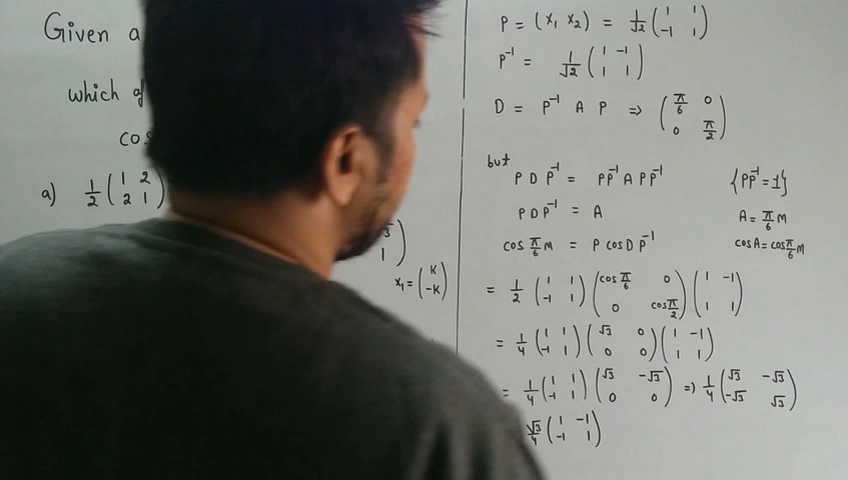 Given a
which of
cos
a) 1/2 (1 2; 2 1)
1)
x₁ = (K; -K)
P = (x₁ x₂) = 1/√2 (1 1; -1 1)
P⁻¹ = 1/√2 (1 -1; 1 1)
D = P⁻¹ A P => (π/6 0; 0 π/2)
but
P D P⁻¹ = PP⁻¹ A P P⁻¹ {PP⁻¹ = 1}
P D P⁻¹ = A A = π/6 M
cos π/6 M = P cos D P⁻¹ cos A = cos π/6 M
= 1/2 (1 1; -1 1) (cos π/6 0; 0 cos π/2) (1 -1; 1 1)
= 1/4 (1 1; -1 1) (√3 0; 0 0) (1 -1; 1 1)
= 1/4 (1 1; -1 1) (√3 -√3; 0 0) => 1/4 (√3 -√3; -√3 √3)
√3/4 (1 -1; -1 1)